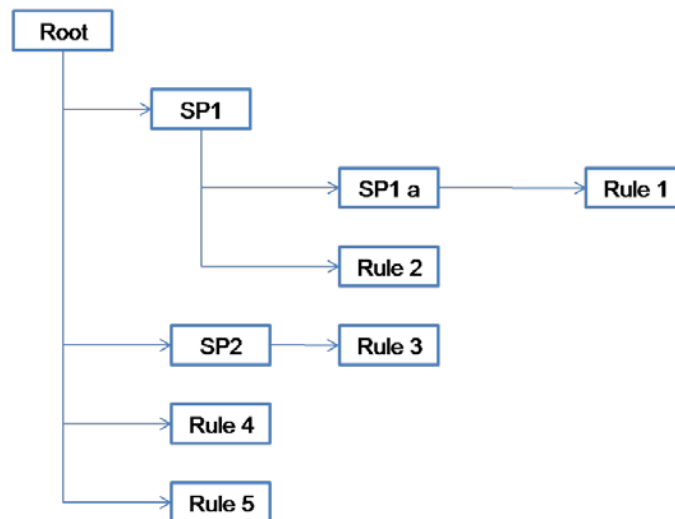 Root
SP1
SP1 a
Rule 1
Rule 2
SP2
Rule 3
Rule 4
Rule 5